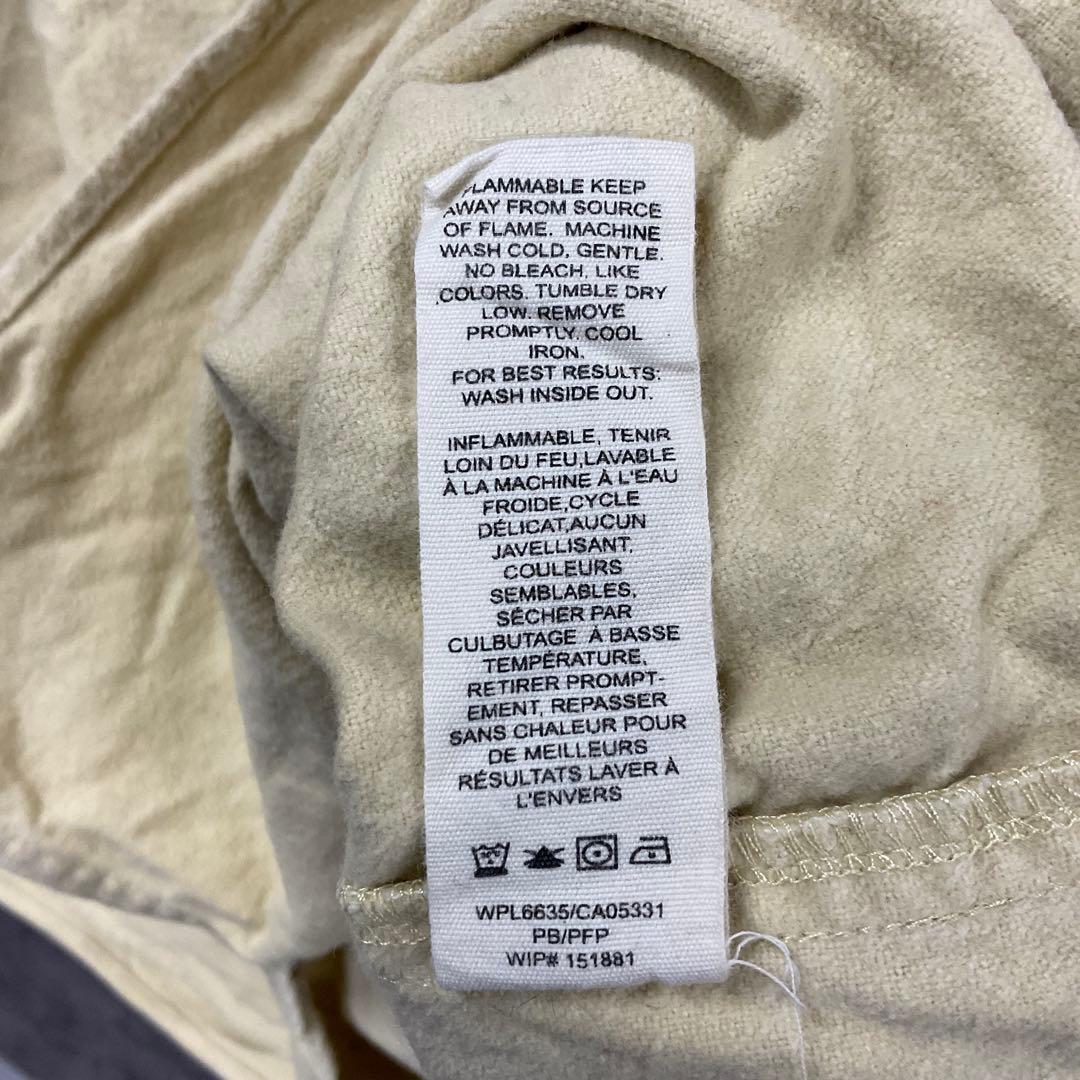 FLAMMABLE KEEP
AWAY FROM SOURCE
OF FLAME. MACHINE
WASH COLD, GENTLE.
NO BLEACH, LIKE
COLORS. TUMBLE DRY
LOW. REMOVE
PROMPTLY. COOL
IRON.
FOR BEST RESULTS:
WASH INSIDE OUT.
INFLAMMABLE, TENIR
LOIN DU FEU,LAVABLE
À LA MACHINE À L'EAU
FROIDE,CYCLE
DÉLICAT,AUCUN
JAVELLISANT,
COULEURS
SEMBLABLES,
SÉCHER PAR
CULBUTAGE À BASSE
TEMPÉRATURE,
RETIRER PROMPT-
EMENT, REPASSER
SANS CHALEUR POUR
DE MEILLEURS
RÉSULTATS LAVER À
L'ENVERS
WPL6635/CA05331
PB/PFP
WIP# 151881